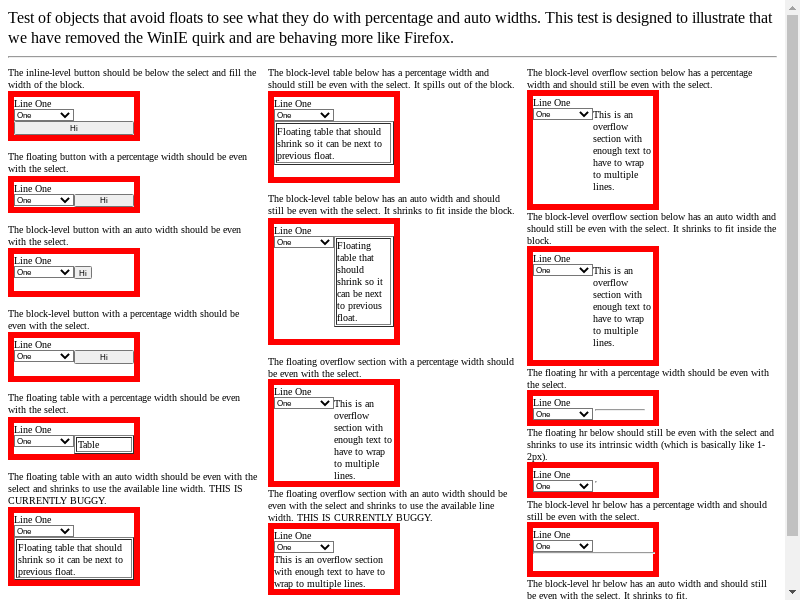 Test of objects that avoid floats to see what they do with percentage and auto widths. This test is designed to illustrate that
we have removed the WinIE quirk and are behaving more like Firefox.
The inline-level button should be below the select and fill the
width of the block.
Line One
One
Hi
The floating button with a percentage width should be even
with the select.
Line One
One
Hi
The block-level button with an auto width should be even
with the select.
Line One
One
Hi
The block-level button with a percentage width should be
even with the select.
Line One
One
Hi
The floating table with a percentage width should be even
with the select.
Line One
One
Table
The floating table with an auto width should be even with the
select and shrinks to use the available line width. THIS IS
CURRENTLY BUGGY.
Line One
One
Floating table that should
shrink so it can be next to
previous float.
The block-level table below has a percentage width and
should still be even with the select. It spills out of the block.
Line One
One
Floating table that should
shrink so it can be next to
previous float.
The block-level table below has an auto width and should
still be even with the select. It shrinks to fit inside the block.
Line One
One
Floating
table that
should
shrink so it
can be next
to previous
float.
The floating overflow section with a percentage width should
be even with the select.
Line One
One
This is an
overflow
section with
enough text to
have to wrap
to multiple
lines.
The floating overflow section with an auto width should be
even with the select and shrinks to use the available line
width. THIS IS CURRENTLY BUGGY.
Line One
One
This is an overflow section
with enough text to have to
wrap to multiple lines.
The block-level overflow section below has a percentage
width and should still be even with the select.
Line One
One
This is an
overflow
section with
enough text to
have to wrap
to multiple
lines.
The block-level overflow section below has an auto width and
should still be even with the select. It shrinks to fit inside the
block.
Line One
One
This is an
overflow
section with
enough text to
have to wrap
to multiple
lines.
The floating hr with a percentage width should be even with
the select.
Line One
One
The floating hr below should still be even with the select and
shrinks to use its intrinsic width (which is basically like 1-
2px).
Line One
One
The block-level hr below has a percentage width and should
still be even with the select.
Line One
One
The block-level hr below has an auto width and should still
be even with the select. It shrinks to fit.